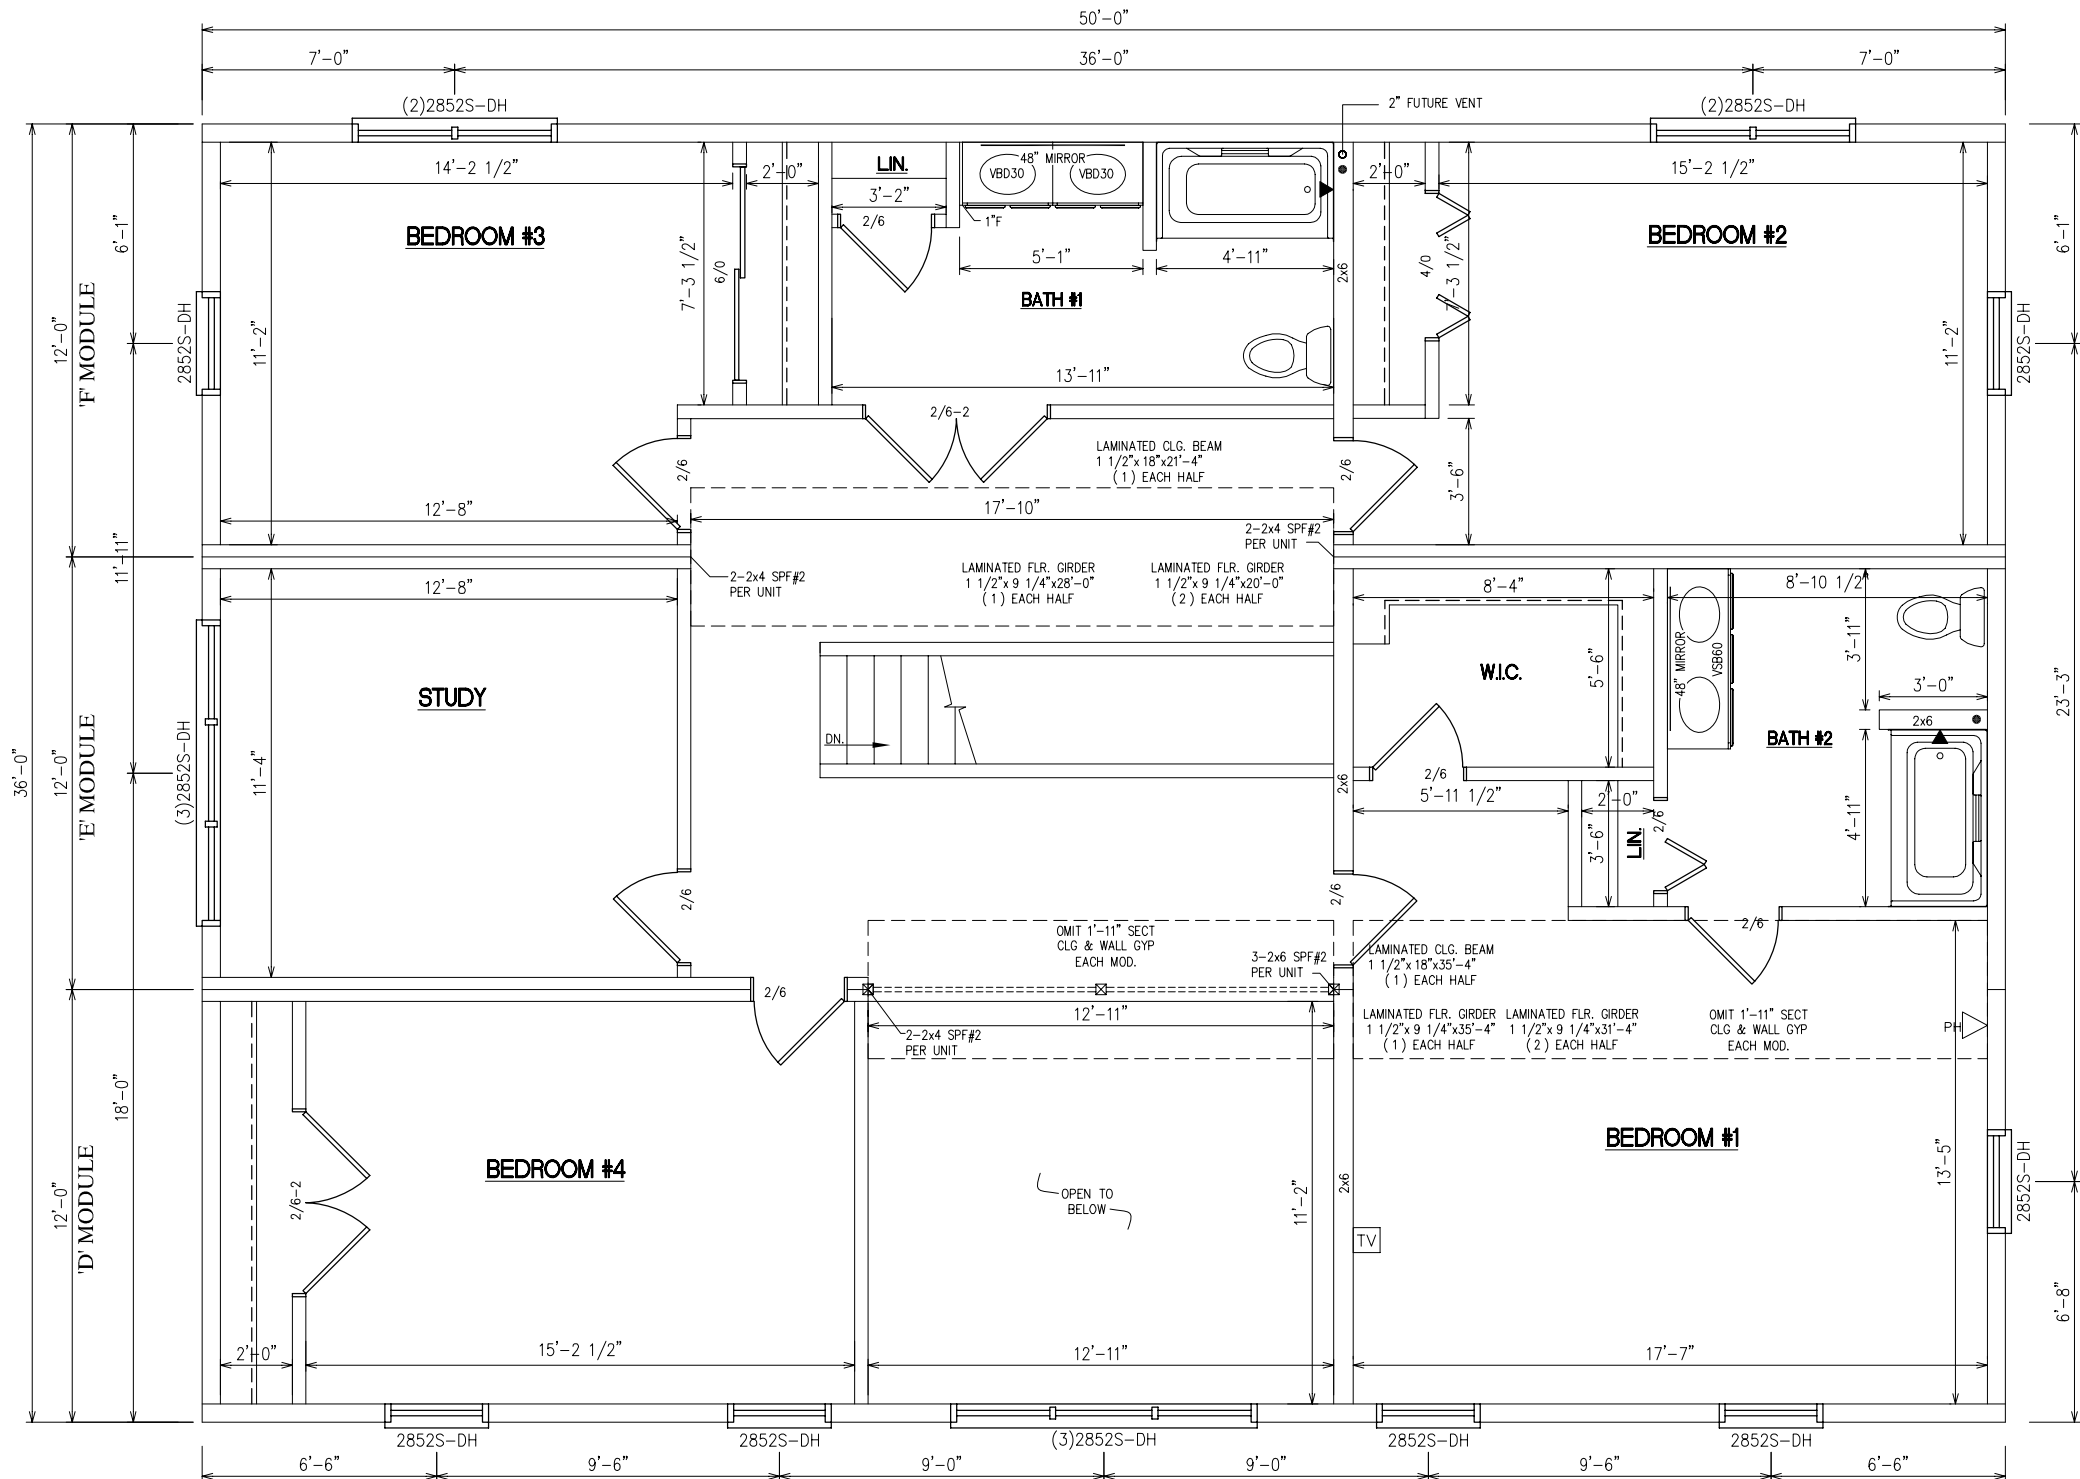 50'-0"
7'-0"
36'-0"
7'-0"
(2)2852S-DH
2" FUTURE VENT
(2)2852S-DH
14'-2 1/2"
2'-0"
LIN.
48" MIRROR
VBD30
VBD30
2'-0"
15'-2 1/2"
3'-2"
2/6
1"F
BEDROOM #3
BEDROOM #2
6'-1"
6'-1"
7'-3 1/2"
6/0
5'-1"
4'-11"
2x6
4/0
7'-3 1/2"
BATH #1
'F' MODULE
12'-0"
2852S-DH
11'-2"
11'-2"
2852S-DH
13'-11"
2/6-2
LAMINATED CLG. BEAM
1 1/2"x 18"x21'-4"
(1) EACH HALF
2/6
2/6
3'-6"
12'-8"
17'-10"
2-2x4 SPF#2
PER UNIT
11'-11"
2-2x4 SPF#2
PER UNIT
LAMINATED FLR. GIRDER
1 1/2"x 9 1/4"x28'-0"
(1) EACH HALF
LAMINATED FLR. GIRDER
1 1/2"x 9 1/4"x20'-0"
(2) EACH HALF
12'-8"
8'-4"
8'-10 1/2"
3'-11"
48" MIRROR
VSB60
5'-6"
W.I.C.
STUDY
3'-0"
2x6
23'-3"
BATH #2
DN.
36'-0"
12'-0"
'E' MODULE
(3)2852S-DH
11'-4"
2x6
2/6
5'-11 1/2"
2'-0"
2/6
3'-6"
LIN.
4'-11"
2/6
2/6
2/6
OMIT 1'-11" SECT
CLG & WALL GYP
EACH MOD.
3-2x6 SPF#2
PER UNIT
LAMINATED CLG. BEAM
1 1/2"x 18"x35'-4"
(1) EACH HALF
2/6
12'-11"
2-2x4 SPF#2
PER UNIT
LAMINATED FLR. GIRDER
1 1/2"x 9 1/4"x35'-4"
(1) EACH HALF
LAMINATED FLR. GIRDER
1 1/2"x 9 1/4"x31'-4"
(2) EACH HALF
OMIT 1'-11" SECT
CLG & WALL GYP
EACH MOD.
PH
18'-0"
BEDROOM #4
BEDROOM #1
13'-5"
2852S-DH
12'-0"
'D' MODULE
2/6-2
OPEN TO
BELOW
11'-2"
2x6
TV
6'-8"
2'-0"
15'-2 1/2"
12'-11"
17'-7"
2852S-DH
2852S-DH
(3)2852S-DH
2852S-DH
2852S-DH
6'-6"
9'-6"
9'-0"
9'-0"
9'-6"
6'-6"